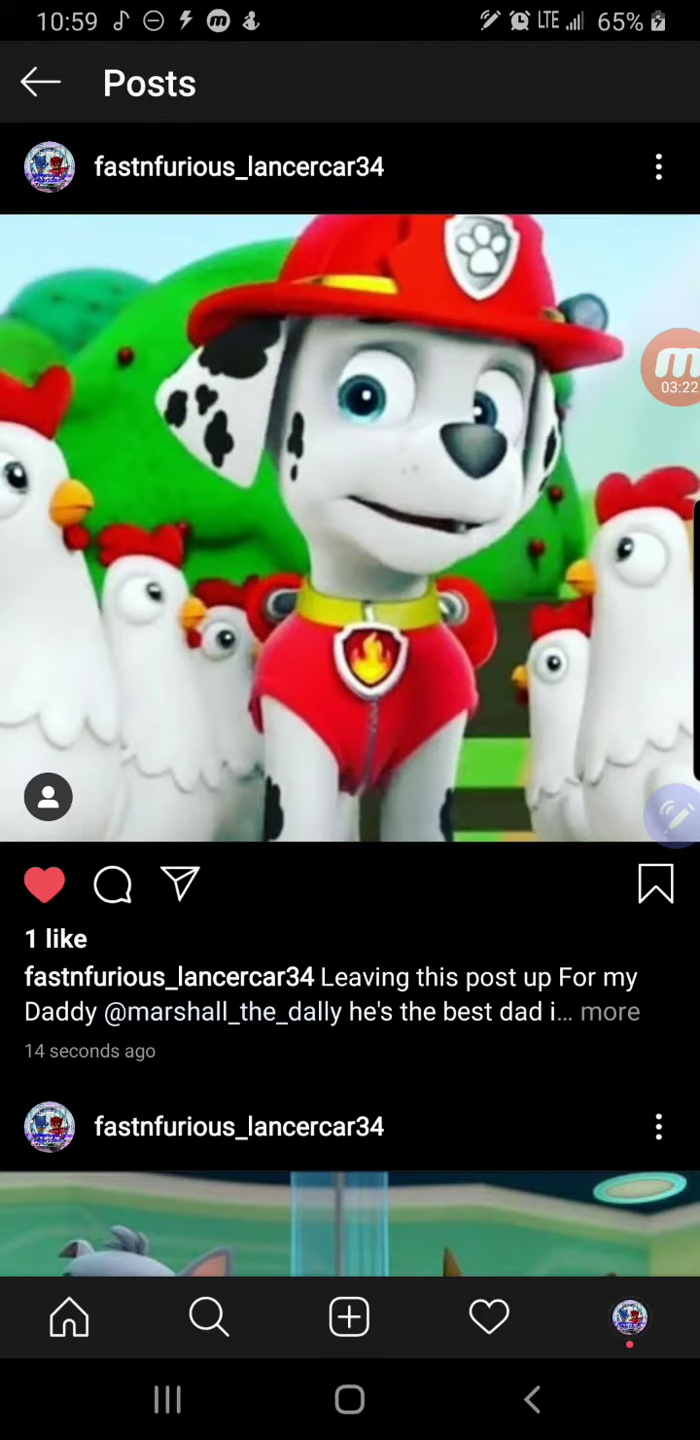 10:59 LTE 65%
Posts
fastnfurious_lancercar34
m
03:22
1 like
fastnfurious_lancercar34 Leaving this post up For my
Daddy @marshall_the_dally he's the best dad i... more
14 seconds ago
fastnfurious_lancercar34